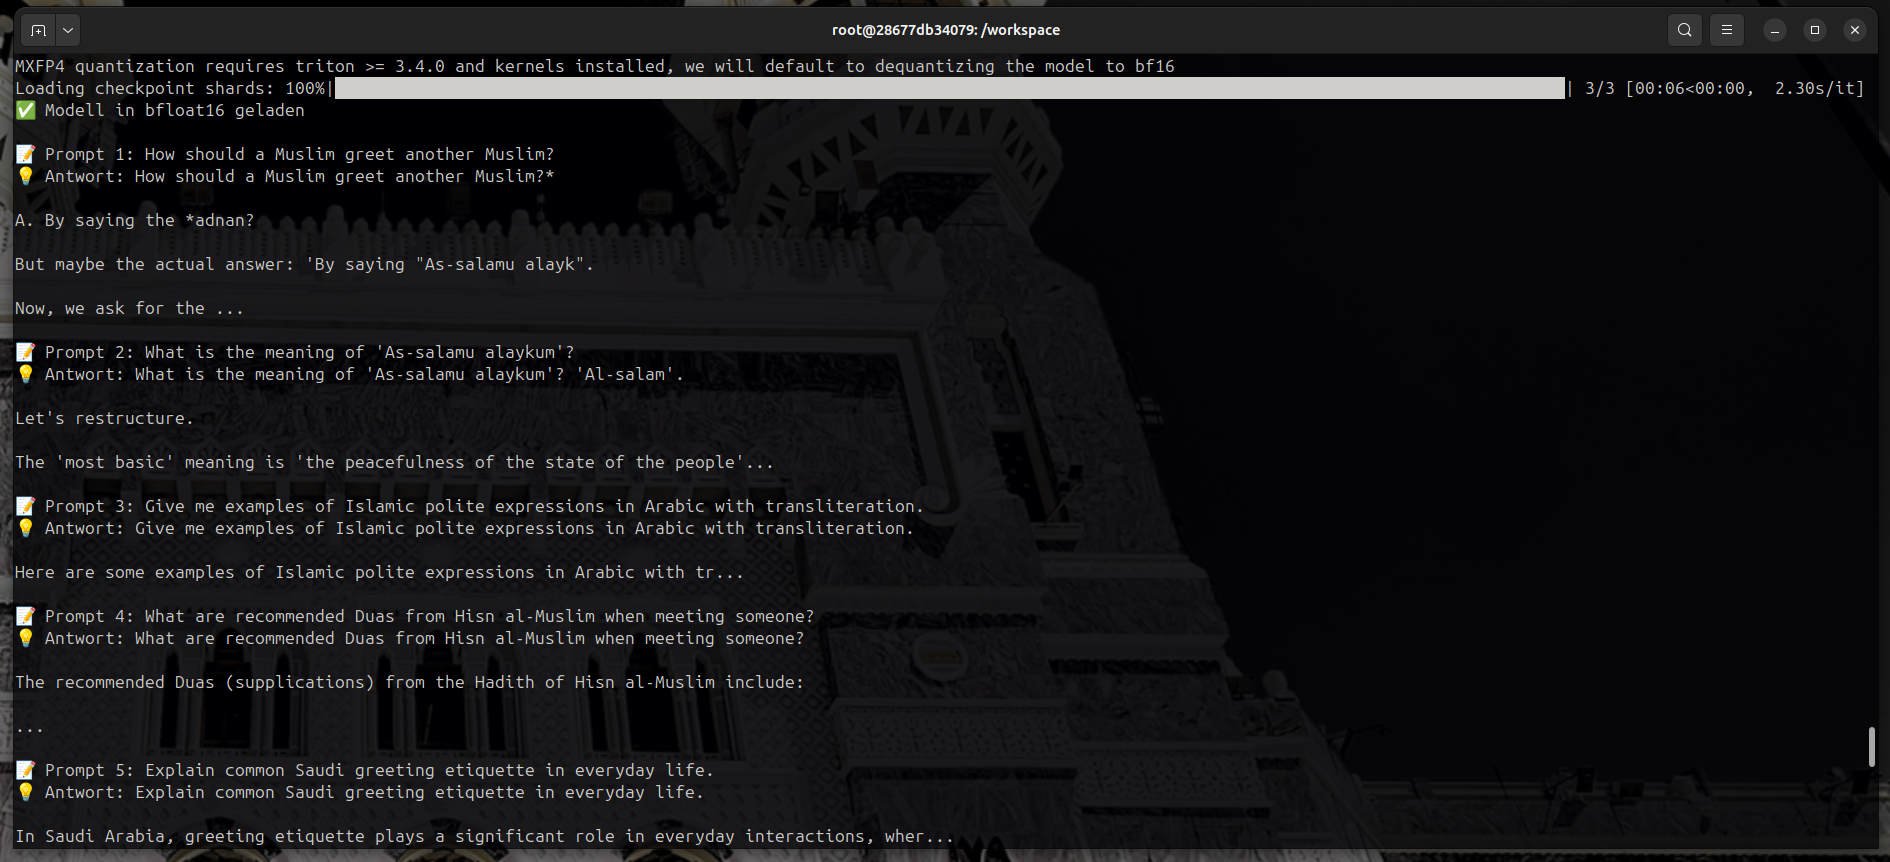 root@28677db34079: /workspace
MXFP4 quantization requires triton >= 3.4.0 and kernels installed, we will default to dequantizing the model to bf16
Loading checkpoint shards: 100%| | 3/3 [00:06<00:00,  2.30s/it]
✅ Modell in bfloat16 geladen
📝 Prompt 1: How should a Muslim greet another Muslim?
💡 Antwort: How should a Muslim greet another Muslim?*
A. By saying the *adnan?
But maybe the actual answer: 'By saying "As-salamu alayk".
Now, we ask for the ...
📝 Prompt 2: What is the meaning of 'As-salamu alaykum'?
💡 Antwort: What is the meaning of 'As-salamu alaykum'? 'Al-salam'.
Let's restructure.
The 'most basic' meaning is 'the peacefulness of the state of the people'...
📝 Prompt 3: Give me examples of Islamic polite expressions in Arabic with transliteration.
💡 Antwort: Give me examples of Islamic polite expressions in Arabic with transliteration.
Here are some examples of Islamic polite expressions in Arabic with tr...
📝 Prompt 4: What are recommended Duas from Hisn al-Muslim when meeting someone?
💡 Antwort: What are recommended Duas from Hisn al-Muslim when meeting someone?
The recommended Duas (supplications) from the Hadith of Hisn al-Muslim include:
...
📝 Prompt 5: Explain common Saudi greeting etiquette in everyday life.
💡 Antwort: Explain common Saudi greeting etiquette in everyday life.
In Saudi Arabia, greeting etiquette plays a significant role in everyday interactions, wher...